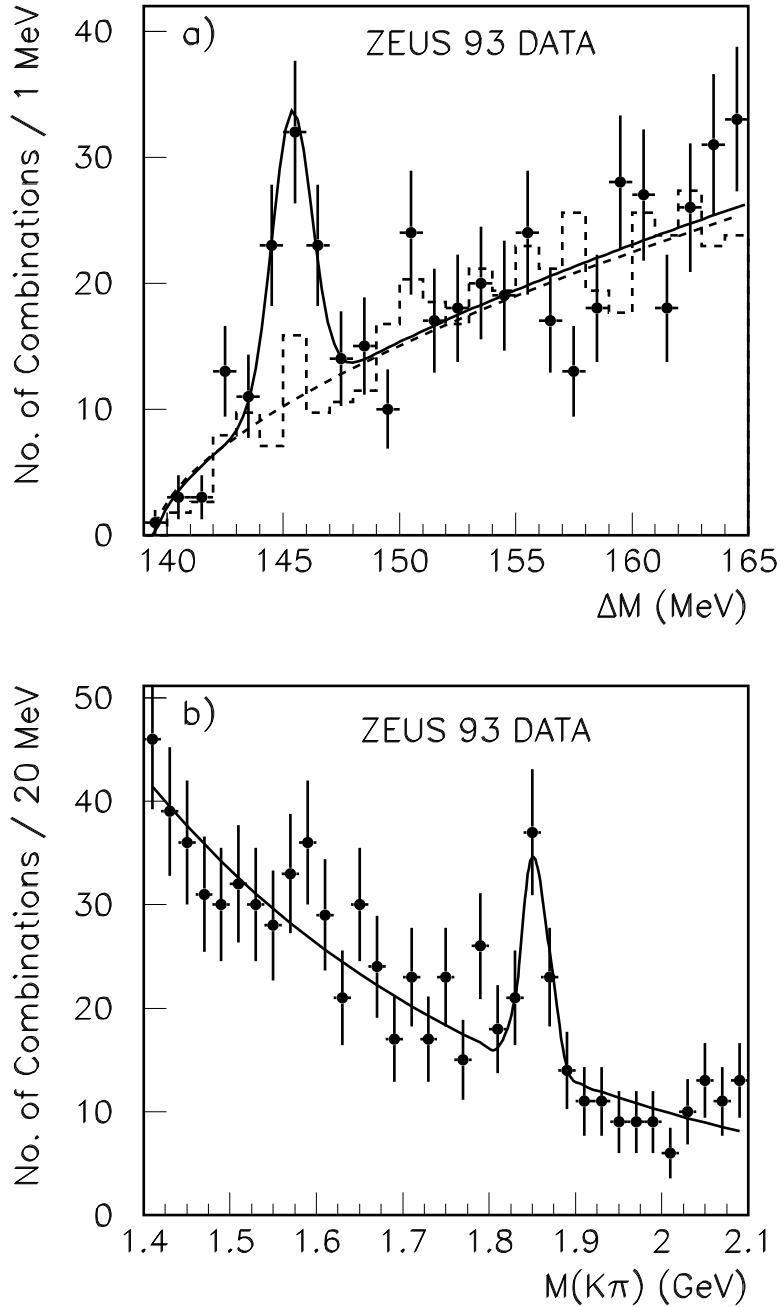 a)
ZEUS 93 DATA
No. of Combinations / 1 MeV
40
30
20
10
0
140 145 150 155 160 165
ΔM (MeV)
b)
ZEUS 93 DATA
No. of Combinations / 20 MeV
50
40
30
20
10
0
1.4 1.5 1.6 1.7 1.8 1.9 2 2.1
M(Kπ) (GeV)